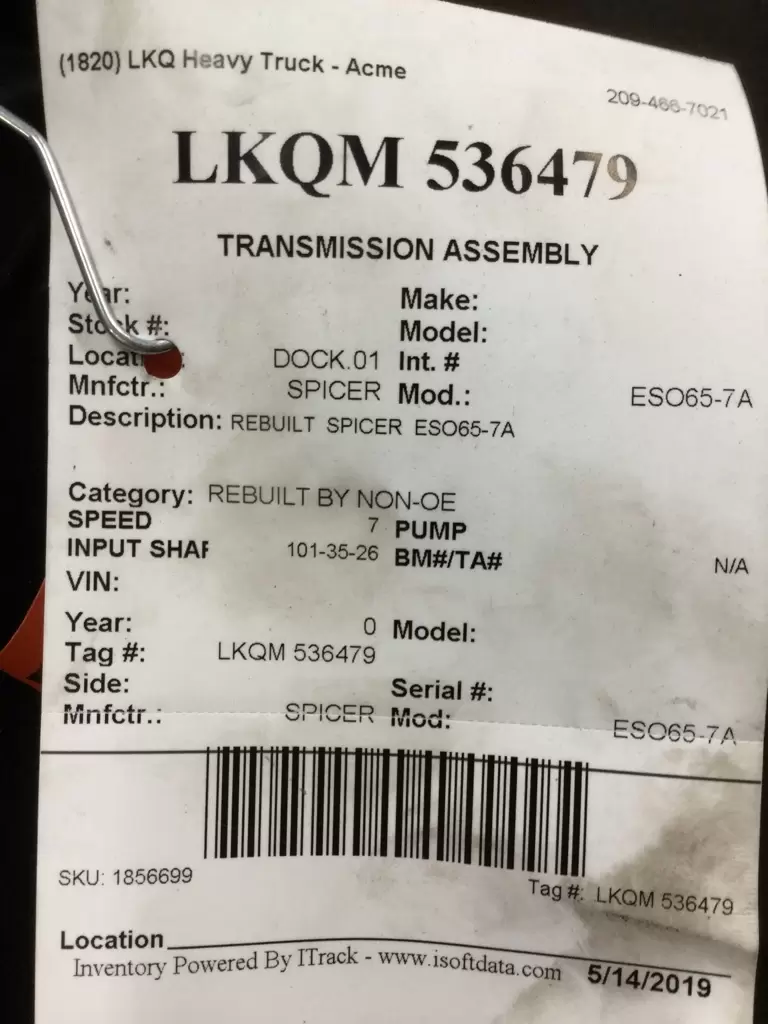 (1820) LKQ Heavy Truck - Acme
209-466-7021
LKQM 536479
TRANSMISSION ASSEMBLY
Year: Make:
Stock #: Model:
Locat : DOCK.01 Int. #
Mnfctr.: SPICER Mod.: ESO65-7A
Description: REBUILT SPICER ESO65-7A
Category: REBUILT BY NON-OE
SPEED 7 PUMP
INPUT SHAF 101-35-26 BM#/TA# N/A
VIN:
Year: 0 Model:
Tag #: LKQM 536479
Side: Serial #:
Mnfctr.: SPICER Mod: ESO65-7A
SKU: 1856699 Tag #: LKQM 536479
Location
Inventory Powered By ITrack - www.isoftdata.com 5/14/2019